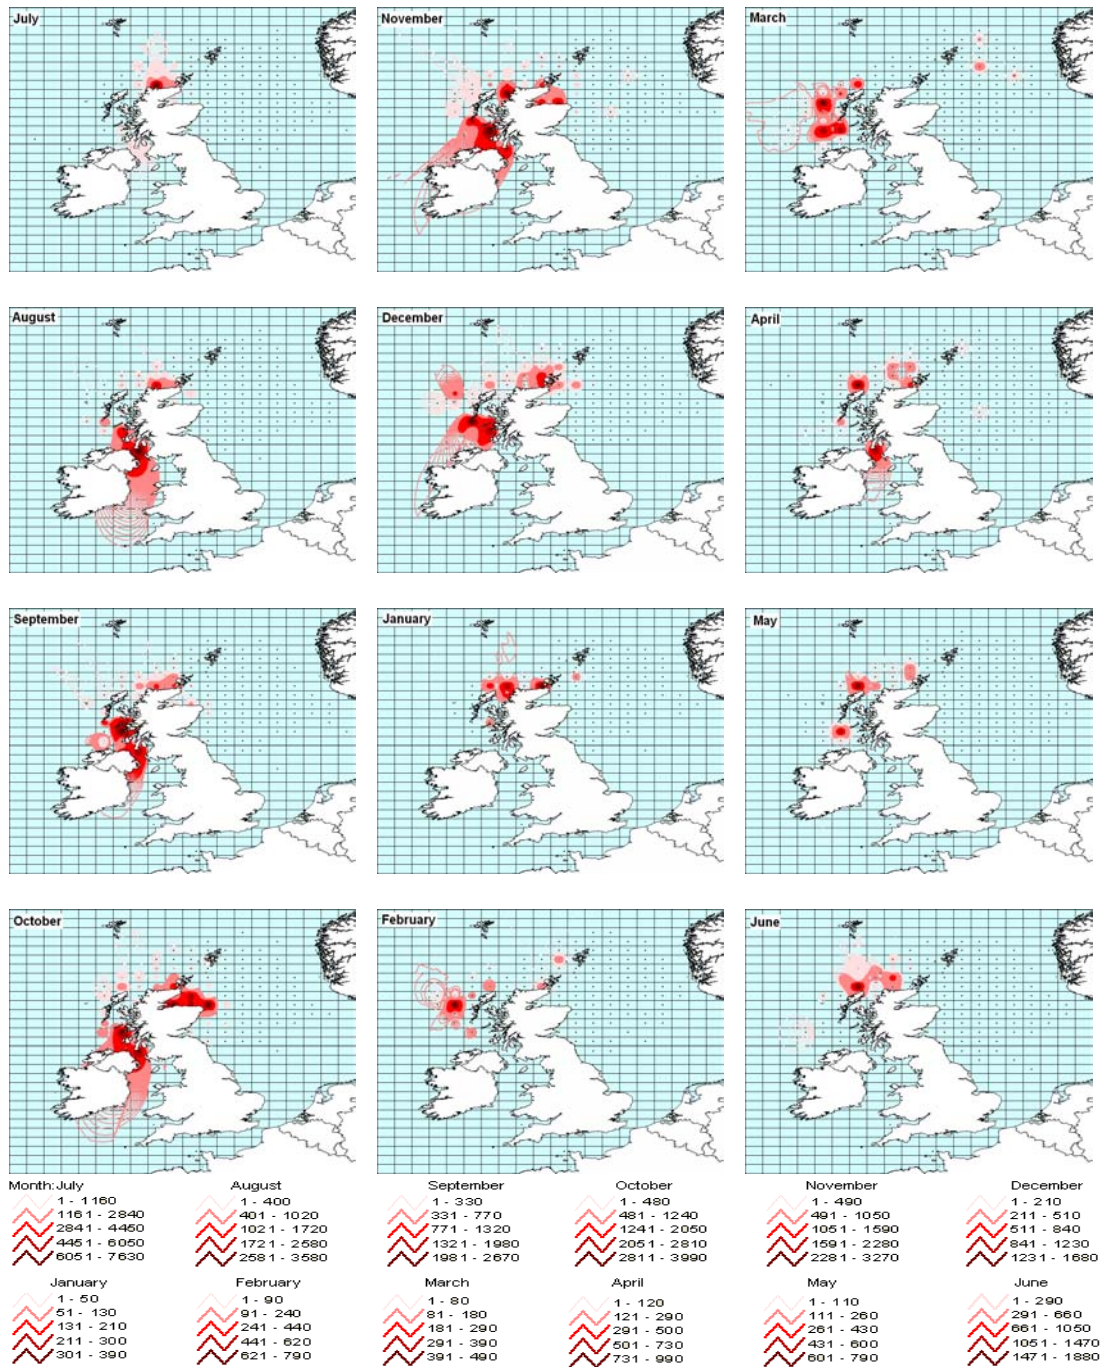 July
November
March
August
December
April
September
January
May
October
February
June
Month:July
August
September
October
November
December
1 - 1160
1 - 400
1 - 330
1 - 480
1 - 490
1 - 210
1161 - 2840
401 - 1020
331 - 770
481 - 1240
491 - 1050
211 - 510
2841 - 4450
1021 - 1720
771 - 1320
1241 - 2050
1051 - 1590
511 - 840
4451 - 6050
1721 - 2580
1321 - 1980
2051 - 2810
1591 - 2280
841 - 1230
6051 - 7630
2581 - 3580
1981 - 2670
2811 - 3990
2281 - 3270
1231 - 1680
January
February
March
April
May
June
1 - 50
1 - 90
1 - 80
1 - 120
1 - 110
1 - 290
51 - 130
91 - 240
81 - 180
121 - 290
111 - 260
291 - 660
131 - 210
241 - 440
181 - 290
291 - 500
261 - 430
661 - 1050
211 - 300
441 - 620
291 - 390
501 - 730
431 - 600
1051 - 1470
301 - 390
621 - 790
391 - 490
731 - 990
601 - 790
1471 - 1880